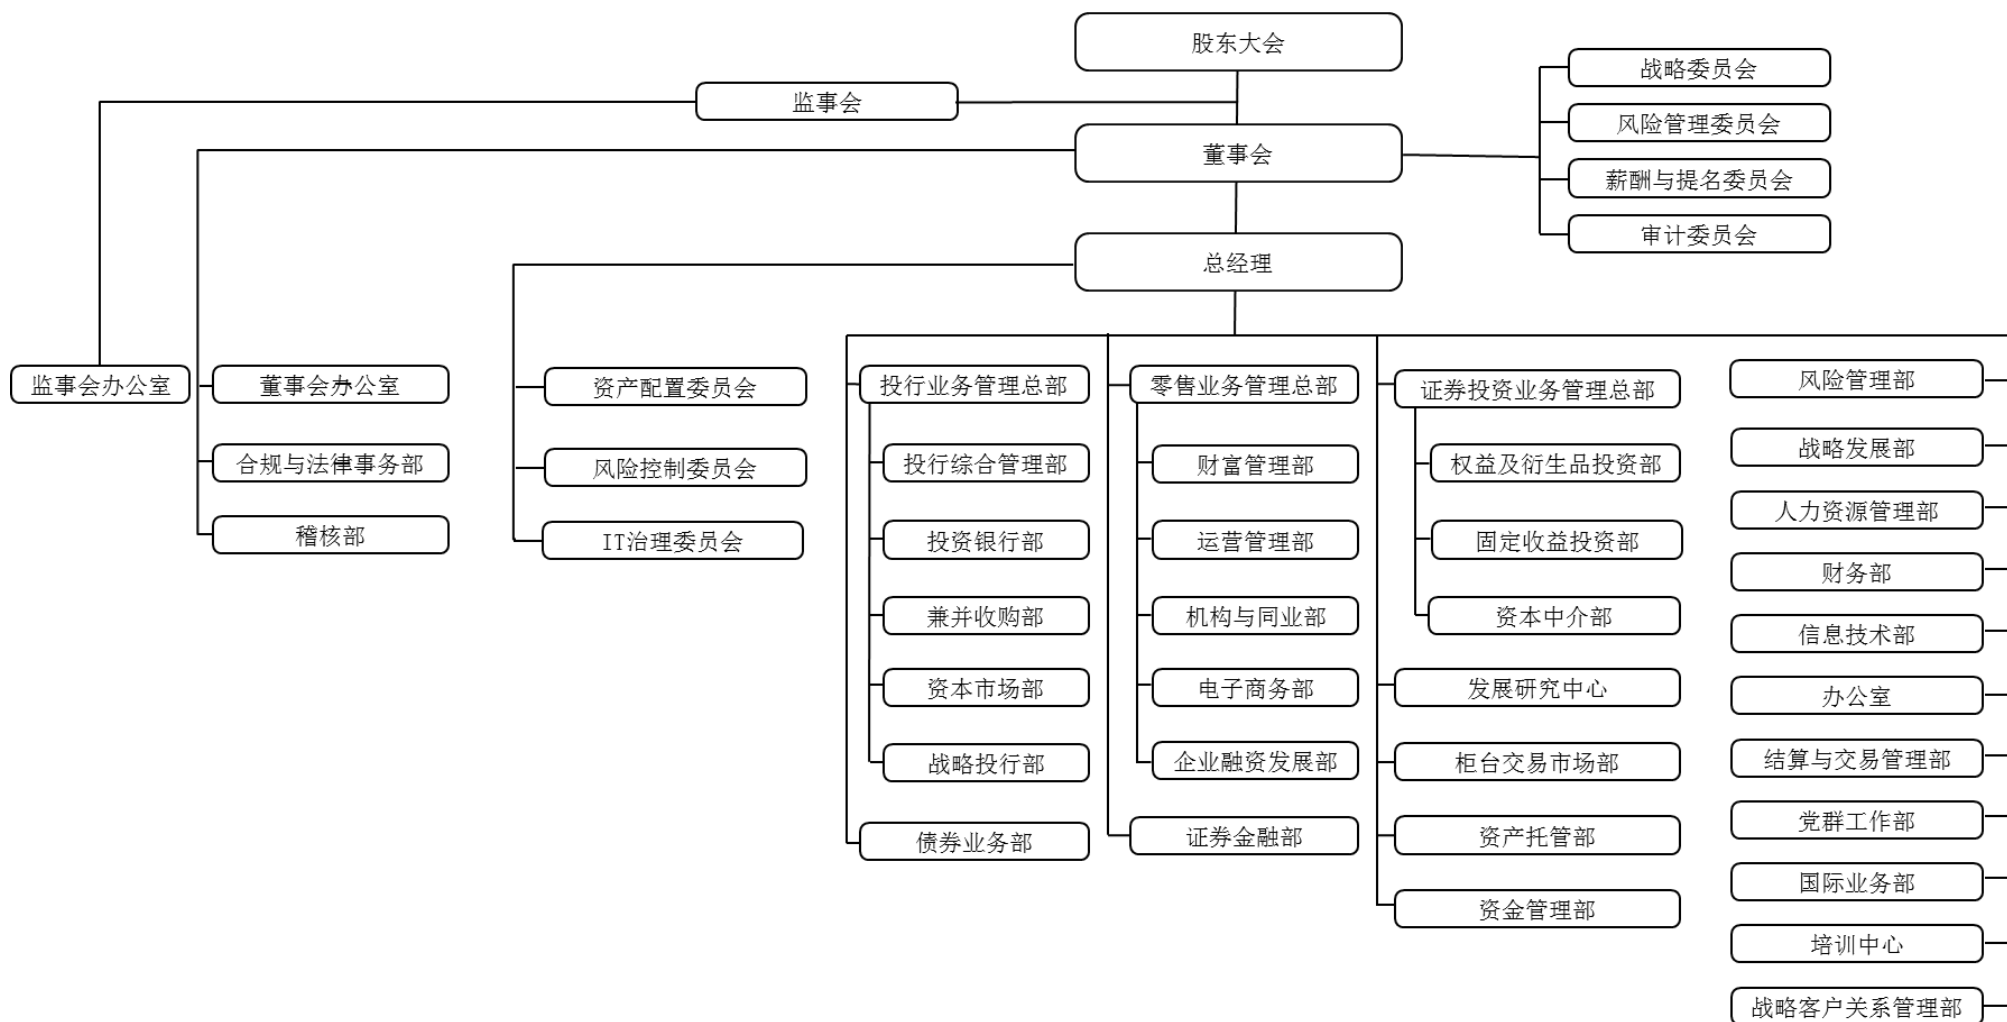 股东大会
战略委员会
监事会
风险管理委员会
董事会
薪酬与提名委员会
审计委员会
总经理
监事会办公室
董事会办公室
合规与法律事务部
稽核部
资产配置委员会
风险控制委员会
IT治理委员会
投行业务管理总部
投行综合管理部
投资银行部
兼并收购部
资本市场部
战略投行部
债券业务部
零售业务管理总部
财富管理部
运营管理部
机构与同业部
电子商务部
企业融资发展部
证券金融部
证券投资业务管理总部
权益及衍生品投资部
固定收益投资部
资本中介部
发展研究中心
柜台交易市场部
资产托管部
资金管理部
风险管理部
战略发展部
人力资源管理部
财务部
信息技术部
办公室
结算与交易管理部
党群工作部
国际业务部
培训中心
战略客户关系管理部